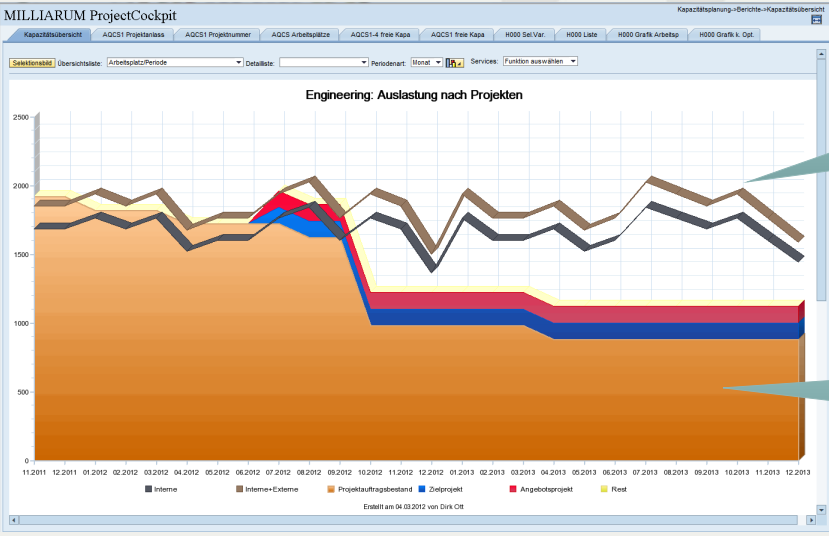 Kapazitätsplanung->Berichte->Kapazitätsübersicht
MILLIARUM ProjectCockpit
Kapazitätsübersicht AQCS1 Projektanlass AQCS1 Projektnummer AQCS Arbeitsplätze AQCS1-4 freie Kapa AQCS1 freie Kapa H000 Sel.Var. H000 Liste H000 Grafik Arbeitsp H000 Grafik k. Opt.
Selektionsbild Übersichtsliste: Arbeitsplatz/Periode Detailliste: Periodenart: Monat Services: Funktion auswählen
Engineering: Auslastung nach Projekten
2500
2000
1500
1000
500
0
11.2011 12.2011 01.2012 02.2012 03.2012 04.2012 05.2012 06.2012 07.2012 08.2012 09.2012 10.2012 11.2012 12.2012 01.2013 02.2013 03.2013 04.2013 05.2013 06.2013 07.2013 08.2013 09.2013 10.2013 11.2013 12.2013
Interne Interne+Externe Projektauftragsbestand Zielprojekt Angebotsprojekt Rest
Erstellt am 04.03.2012 von Dirk Ott